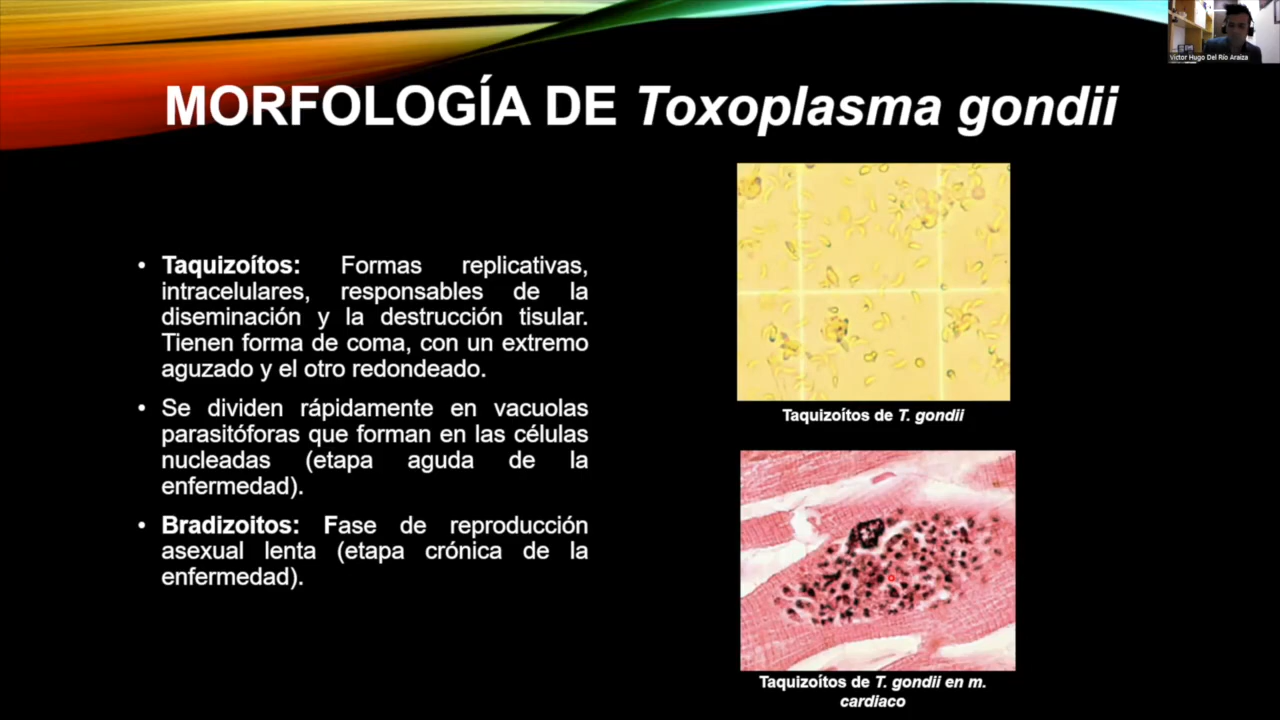 Víctor Hugo Del Río Araiza
MORFOLOGÍA DE Toxoplasma gondii
• Taquizoítos: Formas replicativas,
intracelulares, responsables de la
diseminación y la destrucción tisular.
Tienen forma de coma, con un extremo
aguzado y el otro redondeado.
• Se dividen rápidamente en vacuolas
parasitóforas que forman en las células
nucleadas (etapa aguda de la
enfermedad).
• Bradizoitos: Fase de reproducción
asexual lenta (etapa crónica de la
enfermedad).
Taquizoítos de T. gondii
Taquizoítos de T. gondii en m.
cardiaco